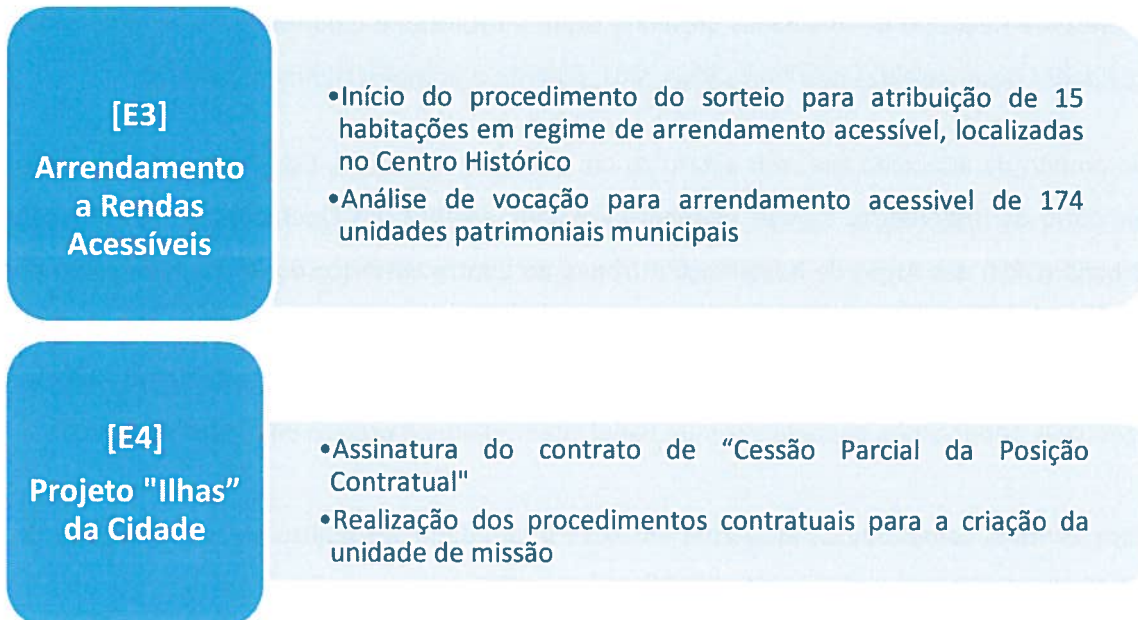 [E3]
Arrendamento
a Rendas
Acessíveis
•Início do procedimento do sorteio para atribuição de 15
habitações em regime de arrendamento acessível, localizadas
no Centro Histórico
•Análise de vocação para arrendamento acessivel de 174
unidades patrimoniais municipais
[E4]
Projeto "Ilhas”
da Cidade
•Assinatura do contrato de “Cessão Parcial da Posição
Contratual"
•Realização dos procedimentos contratuais para a criação da
unidade de missão